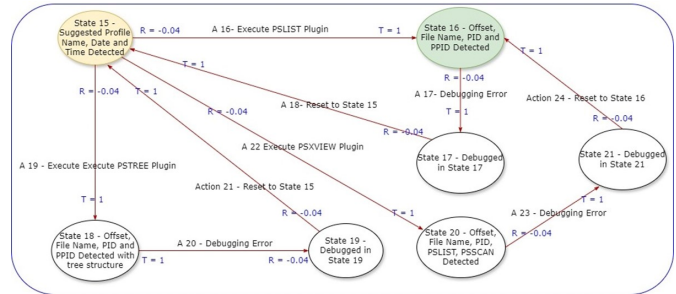 State 15 -
Suggested Profile
Name, Date and
Time Detected
R = -0.04
A 16- Execute PSLIST Plugin
T = 1
State 16 - Offset,
File Name, PID and
PPID Detected
T = 1
R = -0.04
T = 1
T = 1
R = -0.04
R = -0.04
A 17- Debugging Error
T = 1
A 18- Reset to State 15
R = -0.04
Action 24 - Reset to State 16
R = -0.04
A 19 - Execute Execute PSTREE Plugin
A 22 Execute PSXVIEW Plugin
State 17 - Debugged
in State 17
State 21 - Debugged
in State 21
Action 21 - Reset to State 15
T = 1
R = -0.04
T = 1
A 23 - Debugging Error
T = 1
State 18 - Offset,
File Name, PID and
PPID Detected with
tree structure
A 20 - Debugging Error
T = 1
R = -0.04
State 19 -
Debugged in
State 19
State 20 - Offset,
File Name, PID,
PSLIST, PSSCAN
Detected
R = -0.04